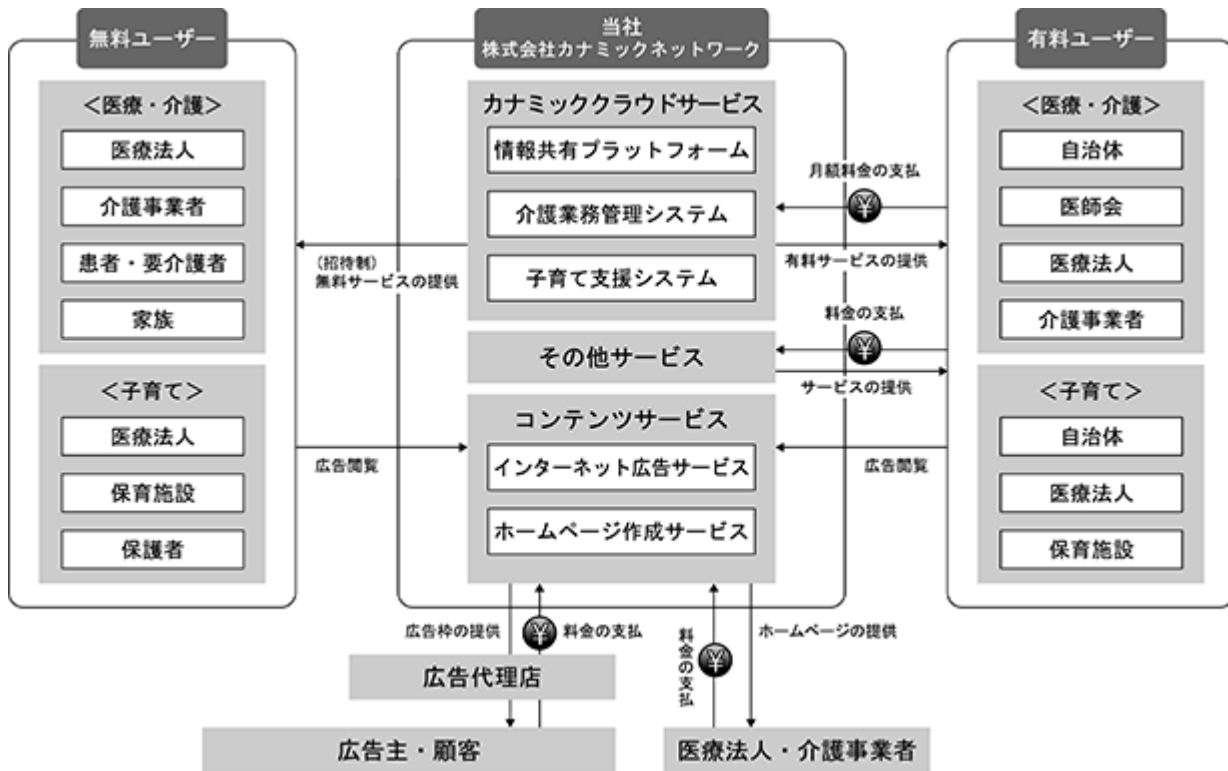 無料ユーザー
＜医療・介護＞
医療法人
介護事業者
患者・要介護者
家族
＜子育て＞
医療法人
保育施設
保護者
当社
株式会社カナミックネットワーク
カナミッククラウドサービス
情報共有プラットフォーム
介護業務管理システム
子育て支援システム
その他サービス
コンテンツサービス
インターネット広告サービス
ホームページ作成サービス
有料ユーザー
＜医療・介護＞
自治体
医師会
医療法人
介護事業者
＜子育て＞
自治体
医療法人
保育施設
（招待制）
無料サービスの提供
広告閲覧
月額料金の支払
¥
有料サービスの提供
料金の支払
¥
サービスの提供
広告閲覧
広告枠の提供
¥
料金の支払
料金の支払
¥
ホームページの提供
広告代理店
広告主・顧客
医療法人・介護事業者